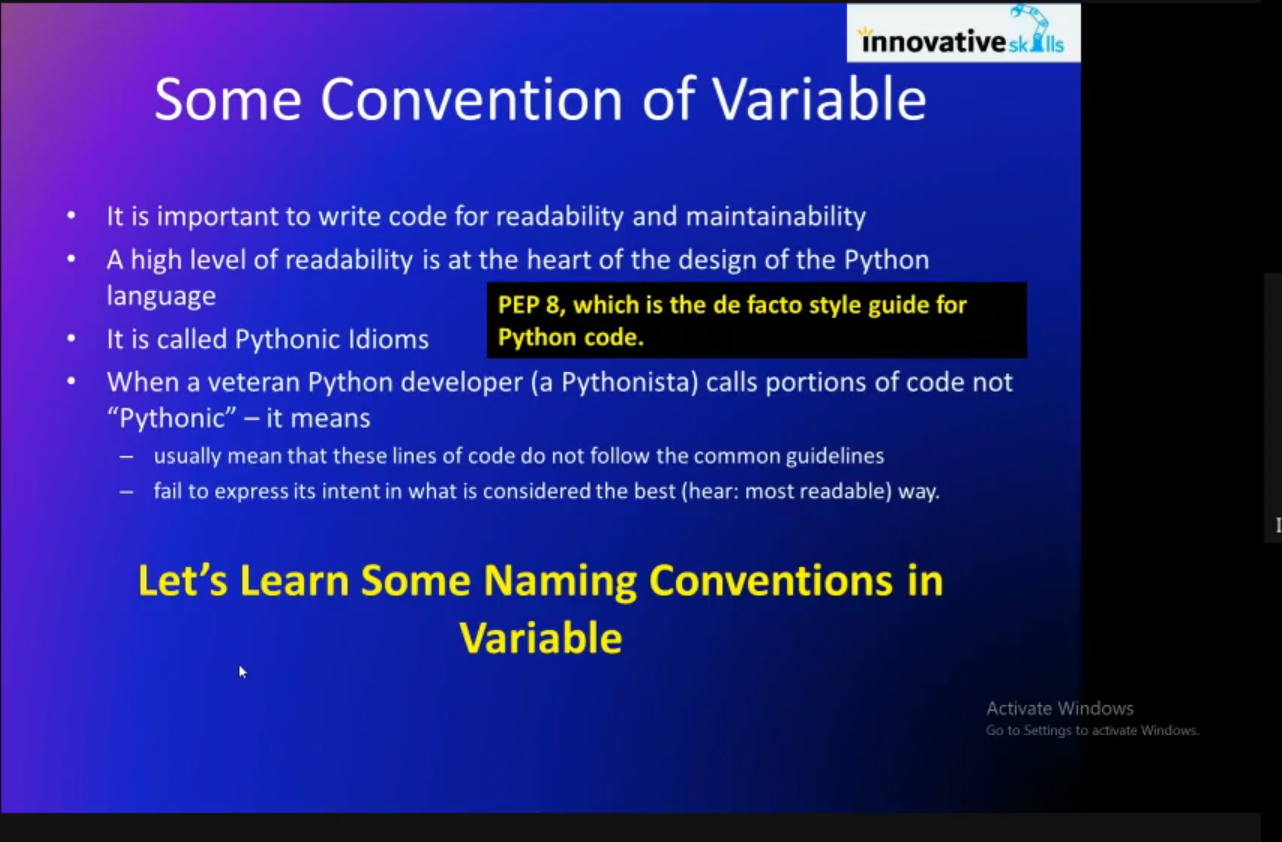 innovative skills
Some Convention of Variable
• It is important to write code for readability and maintainability
• A high level of readability is at the heart of the design of the Python
language
PEP 8, which is the de facto style guide for
Python code.
• It is called Pythonic Idioms
• When a veteran Python developer (a Pythonista) calls portions of code not
“Pythonic” – it means
– usually mean that these lines of code do not follow the common guidelines
– fail to express its intent in what is considered the best (hear: most readable) way.
Let’s Learn Some Naming Conventions in
Variable
Activate Windows
Go to Settings to activate Windows.